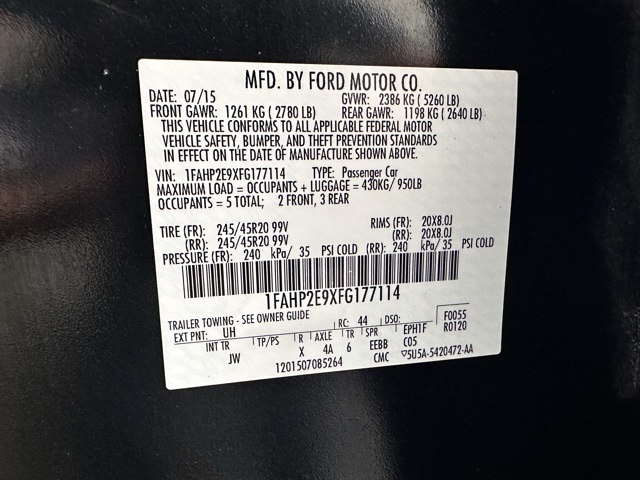 MFD. BY FORD MOTOR CO.
DATE: 07/15 GVWR: 2386 KG ( 5260 LB)
FRONT GAWR: 1261 KG ( 2780 LB) REAR GAWR: 1198 KG ( 2640 LB)
THIS VEHICLE CONFORMS TO ALL APPLICABLE FEDERAL MOTOR
VEHICLE SAFETY, BUMPER, AND THEFT PREVENTION STANDARDS
IN EFFECT ON THE DATE OF MANUFACTURE SHOWN ABOVE.
VIN: 1FAHP2E9XFG177114 TYPE: Passenger Car
MAXIMUM LOAD = OCCUPANTS + LUGGAGE = 430KG/ 950LB
OCCUPANTS = 5 TOTAL; 2 FRONT, 3 REAR
TIRE (FR): 245/45R20 99V RIMS (FR): 20X8.0J
(RR): 245/45R20 99V (RR): 20X8.0J
PRESSURE (FR): 240 kPa/ 35 PSI COLD (RR): 240 kPa/ 35 PSI COLD
1FAHP2E9XFG177114
TRAILER TOWING - SEE OWNER GUIDE
EXT PNT: UH RC: 44 DSO: F0055
INT TR TP/PS R AXLE TR SPR EPH1F R0120
JW X 4A 6 EEBB C05
1201507085264 CMC ▽5U5A-5420472-AA